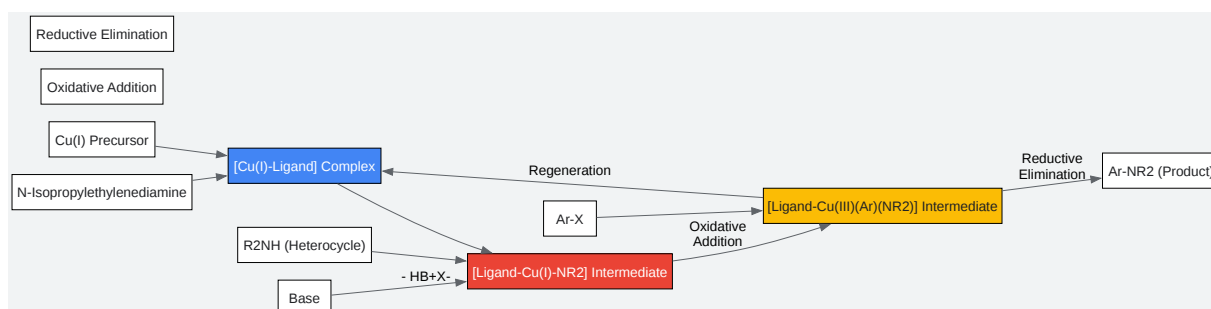 Reductive Elimination
Oxidative Addition
Cu(I) Precursor
N-Isopropylethylenediamine
[Cu(I)-Ligand] Complex
Regeneration
Reductive
Elimination
Ar-NR2 (Product)
[Ligand-Cu(III)(Ar)(NR2)] Intermediate
Ar-X
Oxidative
Addition
R2NH (Heterocycle)
[Ligand-Cu(I)-NR2] Intermediate
- HB+X-
Base